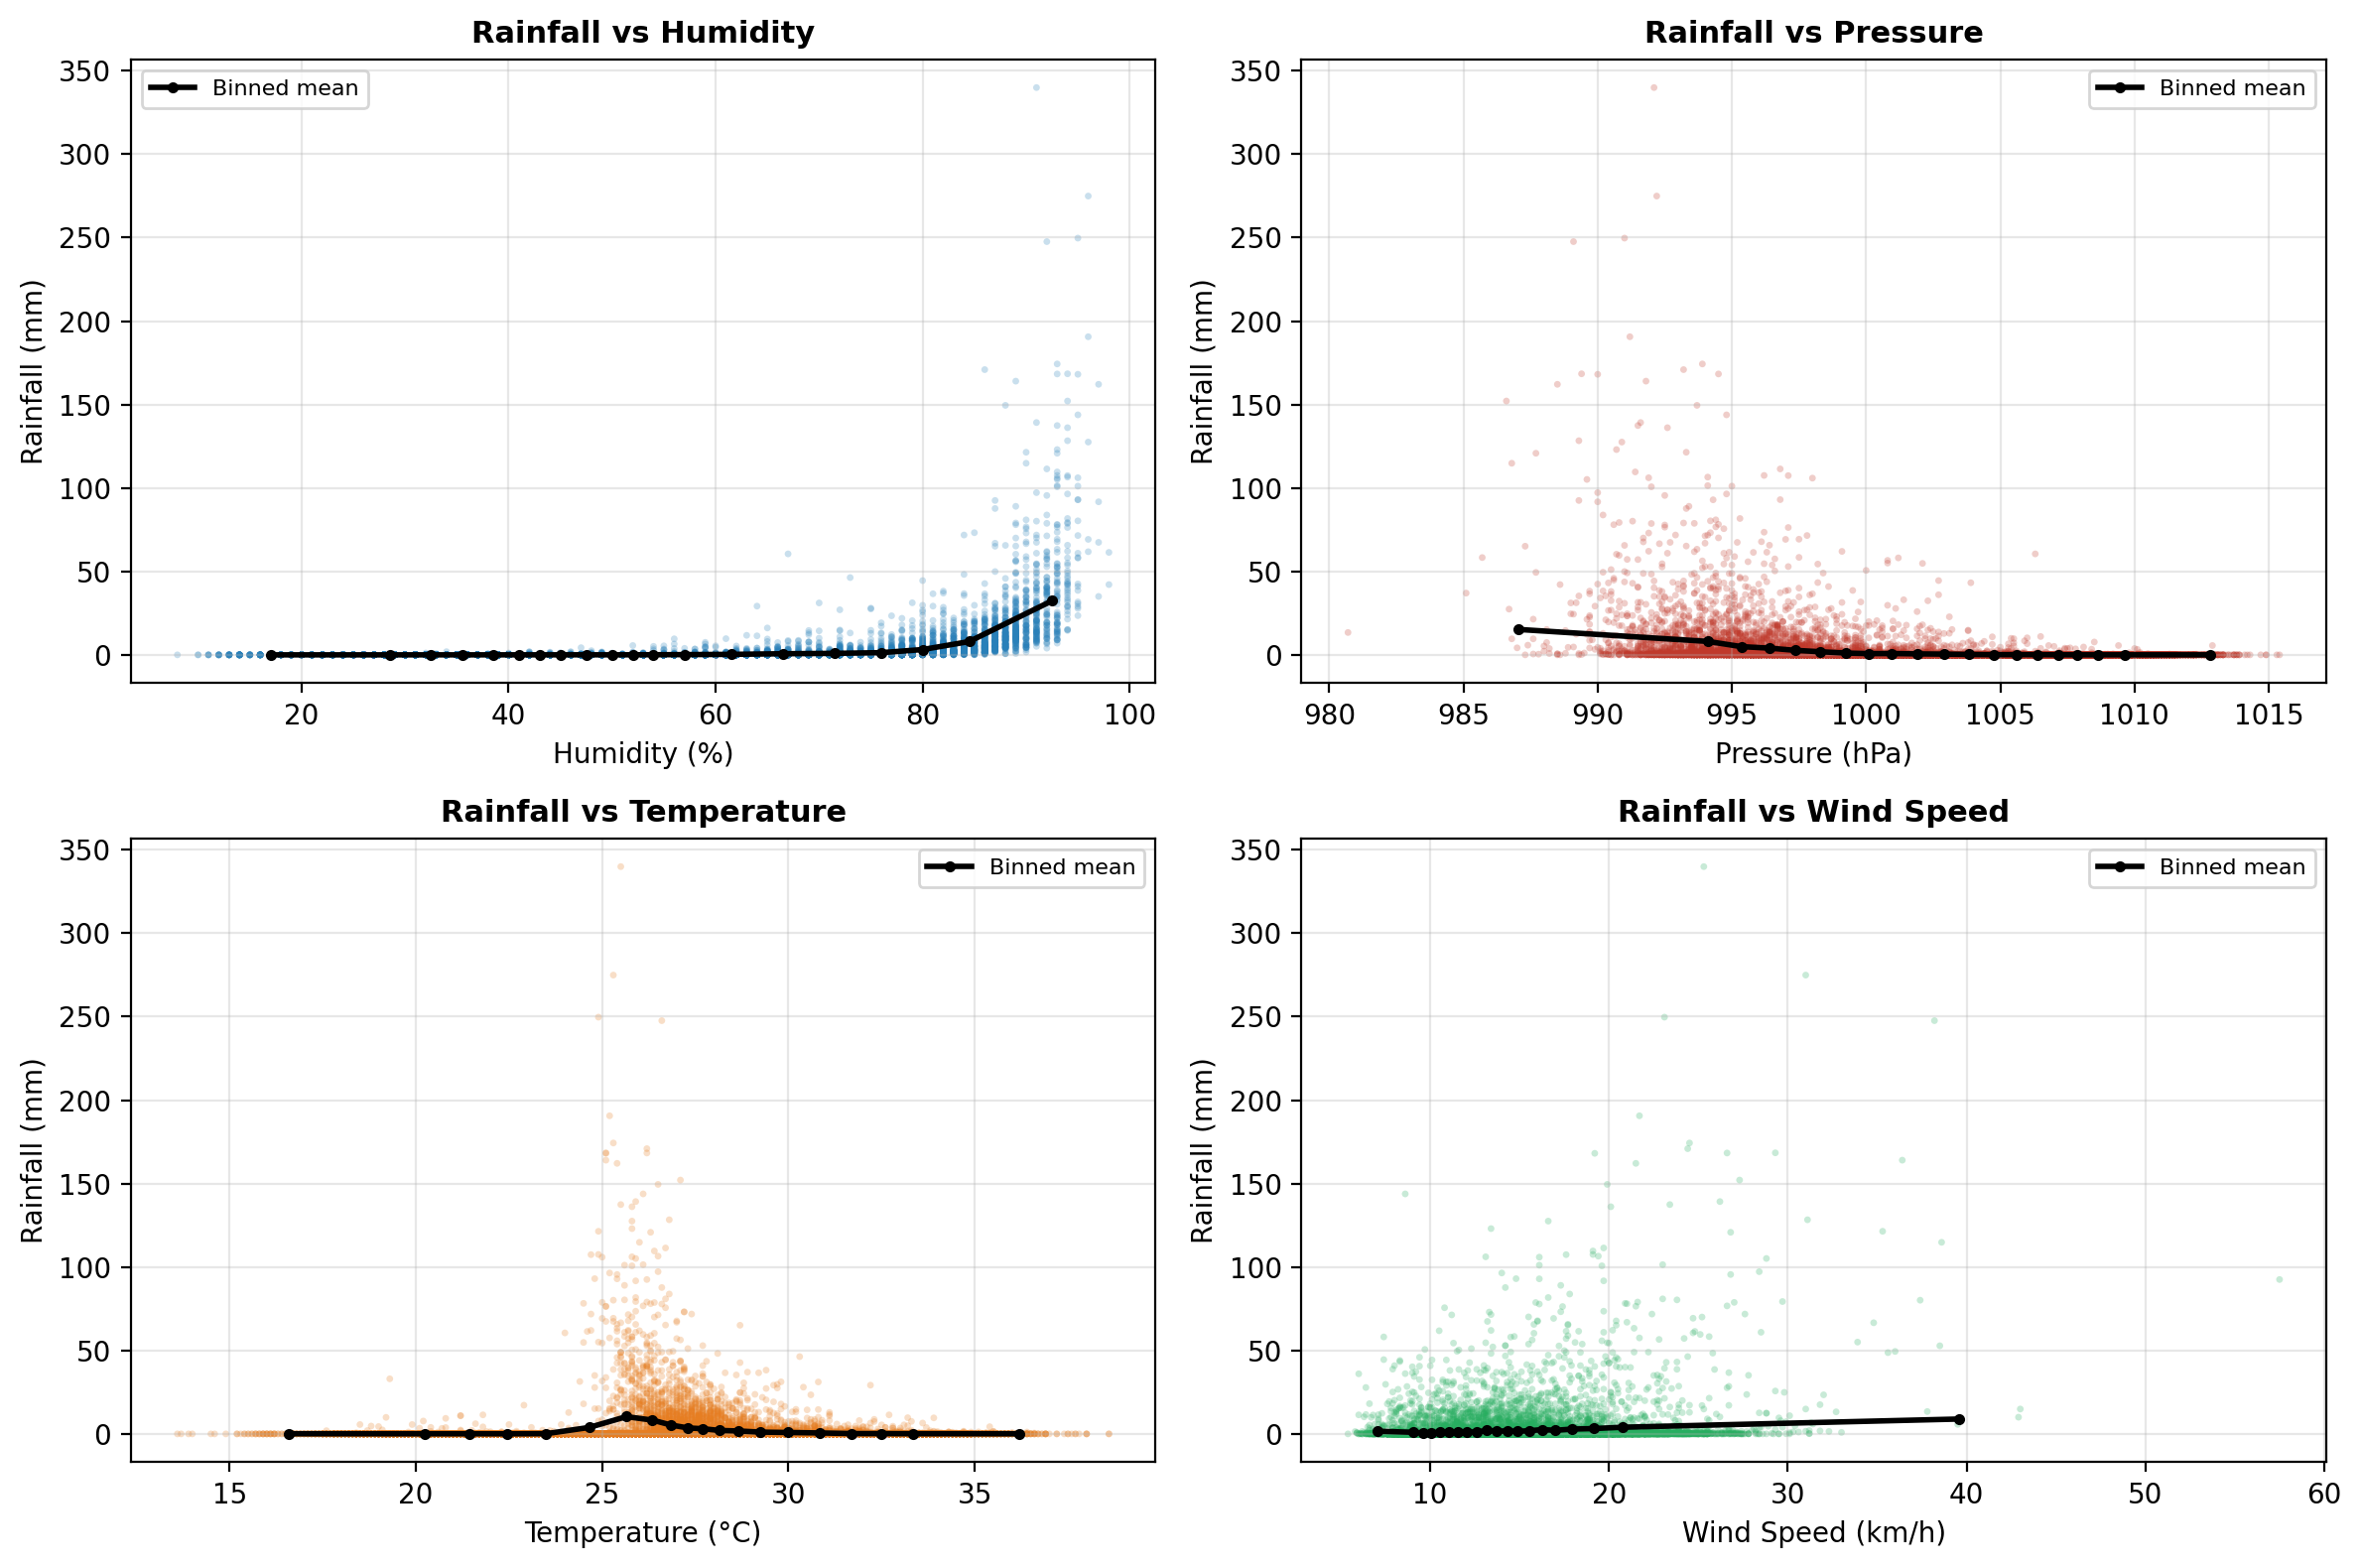 Rainfall vs Humidity
350
300
250
200
150
100
50
0
Rainfall (mm)
Binned mean
20 40 60 80 100
Humidity (%)
Rainfall vs Pressure
350
300
250
200
150
100
50
0
Rainfall (mm)
Binned mean
980 985 990 995 1000 1005 1010 1015
Pressure (hPa)
Rainfall vs Temperature
350
300
250
200
150
100
50
0
Rainfall (mm)
Binned mean
15 20 25 30 35
Temperature (°C)
Rainfall vs Wind Speed
350
300
250
200
150
100
50
0
Rainfall (mm)
Binned mean
10 20 30 40 50 60
Wind Speed (km/h)